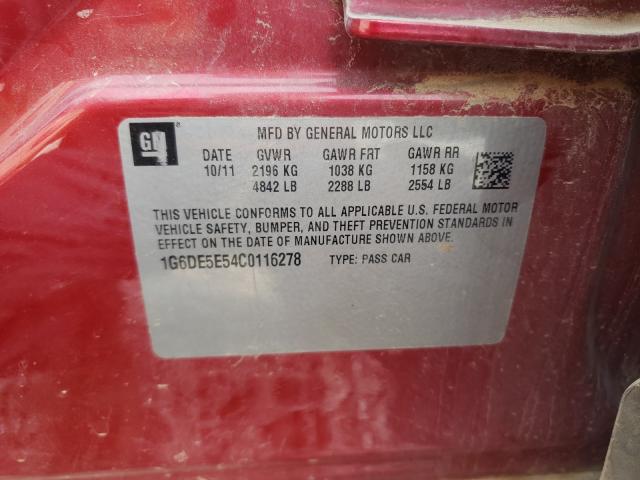 GM ® MFD BY GENERAL MOTORS LLC
DATE GVWR GAWR FRT GAWR RR
10/11 2196 KG 1038 KG 1158 KG
4842 LB 2288 LB 2554 LB
THIS VEHICLE CONFORMS TO ALL APPLICABLE U.S. FEDERAL MOTOR
VEHICLE SAFETY, BUMPER, AND THEFT PREVENTION STANDARDS IN
EFFECT ON THE DATE OF MANUFACTURE SHOWN ABOVE.
1G6DE5E54C0116278 TYPE: PASS CAR